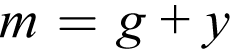 m = g + y